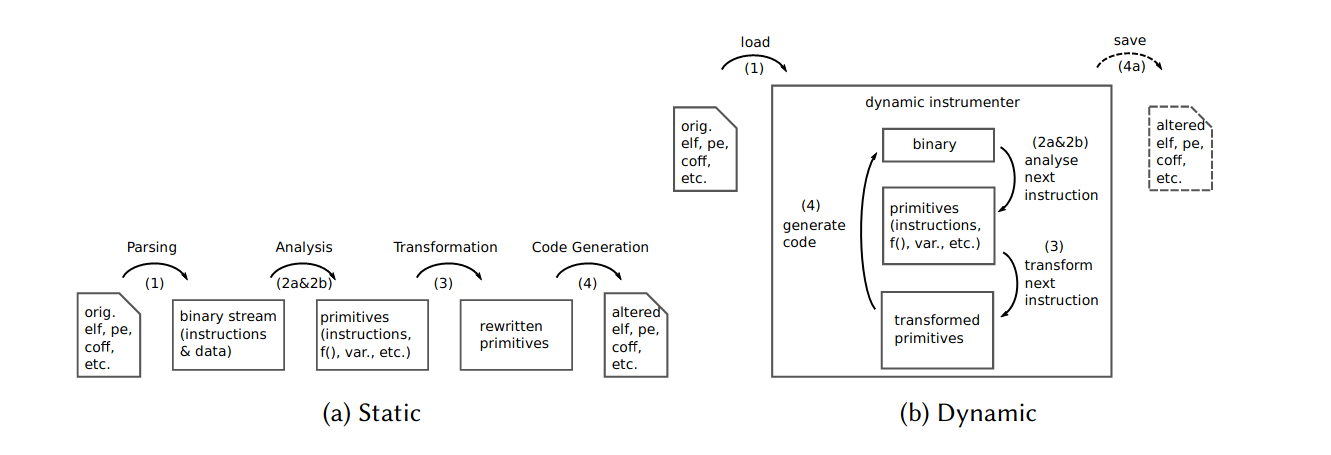 Parsing
(1)
Analysis
(2a&2b)
Transformation
(3)
Code Generation
(4)
orig.
elf, pe,
coff,
etc.
binary stream
(instructions
& data)
primitives
(instructions,
f(), var., etc.)
rewritten
primitives
altered
elf, pe,
coff,
etc.
(a) Static
load
(1)
orig.
elf, pe,
coff,
etc.
dynamic instrumenter
binary
(2a&2b)
analyse
next
instruction
primitives
(instructions,
f(), var., etc.)
(3)
transform
next
instruction
transformed
primitives
(4)
generate
code
save
(4a)
altered
elf, pe,
coff,
etc.
(b) Dynamic